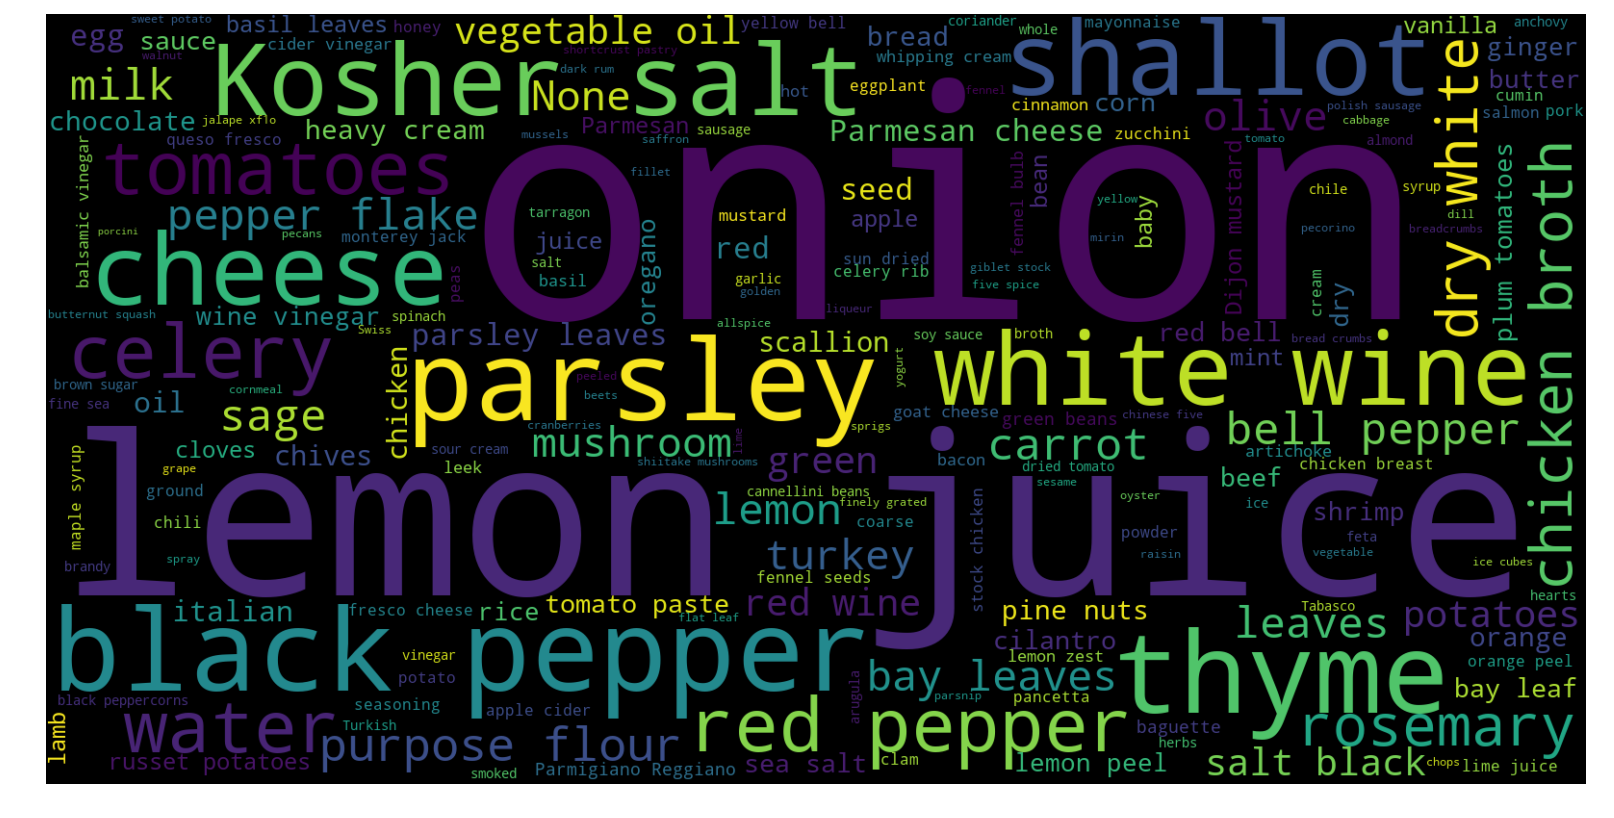 sweet potato
basil leaves
honey
vegetable oil
yellow bell
bread
coriander
whole
mayonnaise
vanilla
anchovy
egg
sauce
cider vinegar
walnut
shortcrust pastry
dark rum
whipping cream
shallot
ginger
milk
Kosher salt
None
hot
eggplant
fennel
cinnamon
corn
butter
cumin
polish sausage
salmon
pork
chocolate
jalape xflo
heavy cream
mussels
Parmesan
sausage
Parmesan cheese
zucchini
olive
cabbage
dry white
queso fresco
saffron
tomato
almond
balsamic vinegar
tomatoes
onion
fillet
seed
fennel bulb
bean
yellow
baby
Dijon mustard
chile
syrup
plum tomatoes
chicken broth
pepper flake
tarragon
mustard
apple
dill
porcini
pecans
monterey jack
juice
oregano
red
mirin
pecorino
breadcrumbs
cheese
salt
basil
garlic
golden
sun dried
celery rib
giblet stock
five spice
cream
dry
peas
butternut squash
wine vinegar
spinach
Swiss
liqueur
allspice
celery
parsley leaves
scallion
soy sauce
broth
red bell
bread crumbs
mint
chicken
parsley
yogurt
white wine
brown sugar
cornmeal
peeled
beets
fine sea
oil
sage
goat cheese
green beans
chinese five
cranberries
sprigs
bell pepper
cloves
chives
sour cream
mushroom
lime
carrot
artichoke
maple syrup
grape
leek
shiitake mushrooms
green
bacon
dried tomato
chicken breast
lemon juice
ground
cannellini beans
finely grated
sesame
beef
oyster
ice
chili
lemon
coarse
stock chicken
shrimp
powder
feta
spray
turkey
raisin
vegetable
ice cubes
brandy
fennel seeds
hearts
italian
fresco cheese
rice
tomato paste
flat leaf
red wine
pine nuts
Tabasco
leaves
potatoes
black pepper
cilantro
orange
vinegar
lemon zest
thyme
orange peel
potato
bay leaves
arugula
parsnip
pancetta
bay leaf
black peppercorns
seasoning
apple cider
lamb
water
Turkish
red pepper
baguette
rosemary
herbs
purpose flour
russet potatoes
smoked
Parmigiano Reggiano
sea salt
clam
lemon peel
salt black
chops
lime juice